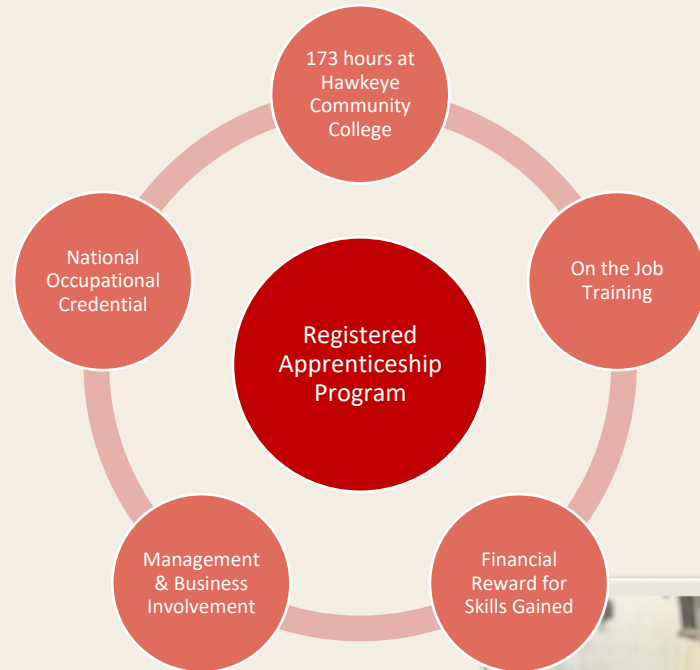 173 hours at
Hawkeye
Community
College
On the Job
Training
Financial
Reward for
Skills Gained
Management
& Business
Involvement
National
Occupational
Credential
Registered
Apprenticeship
Program